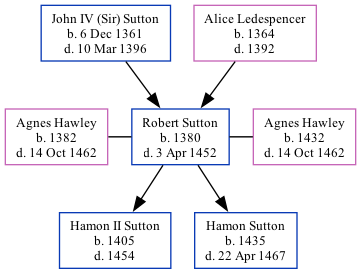 John IV (Sir) Sutton
b. 6 Dec 1361
d. 10 Mar 1396
Alice Ledespencer
b. 1364
d. 1392
Agnes Hawley
b. 1382
d. 14 Oct 1462
Robert Sutton
b. 1380
d. 3 Apr 1452
Agnes Hawley
b. 1432
d. 14 Oct 1462
Hamon II Sutton
b. 1405
d. 1454
Hamon Sutton
b. 1435
d. 22 Apr 1467